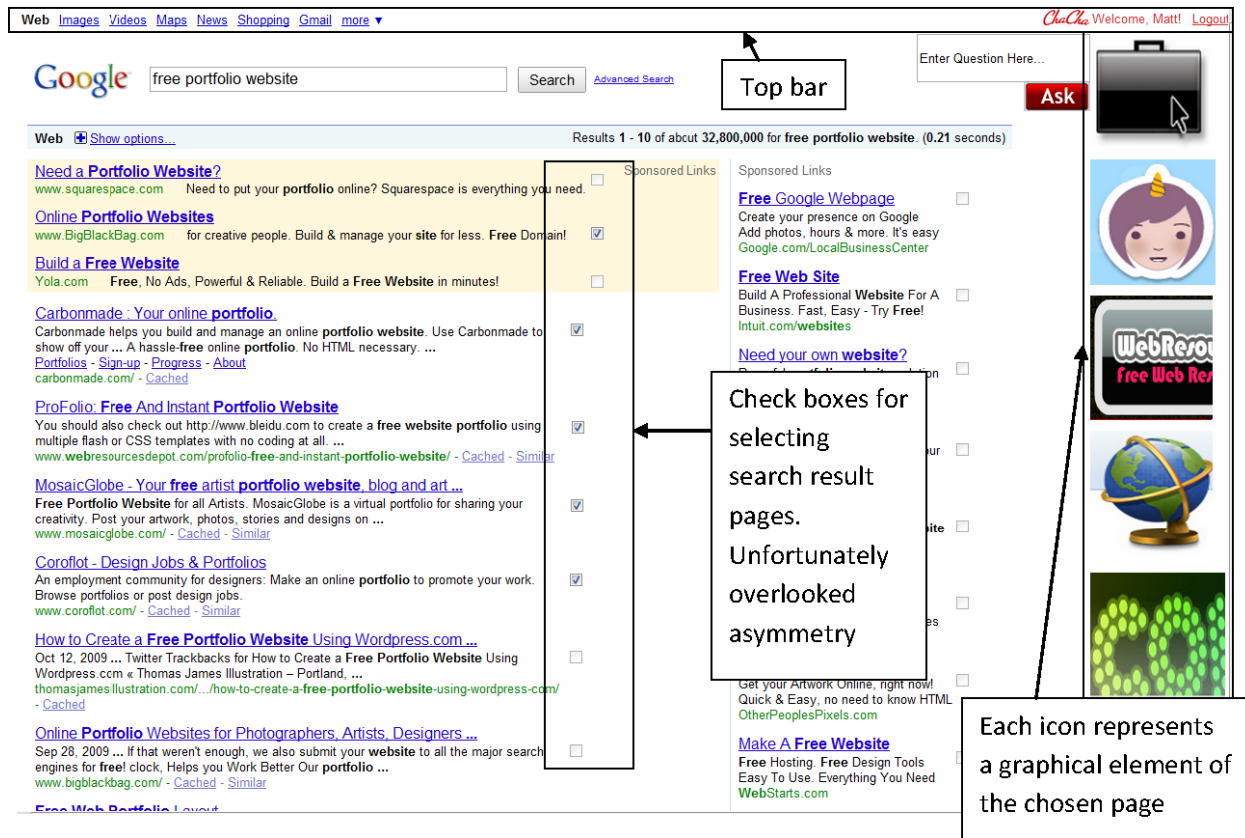 Web Images Videos Maps News Shopping Gmail more ▼
ChaCha Welcome, Matt! Logout
Google
free portfolio website
Search
Advanced Search
Top bar
Enter Question Here...
Ask
Web Show options...
Results 1 - 10 of about 32,800,000 for free portfolio website. (0.21 seconds)
Need a Portfolio Website?
www.squarespace.com Need to put your portfolio online? Squarespace is everything you need.
Sponsored Links
Online Portfolio Websites
www.BigBlackBag.com for creative people. Build & manage your site for less. Free Domain!
Build a Free Website
Yola.com Free, No Ads, Powerful & Reliable. Build a Free Website in minutes!
Carbonmade : Your online portfolio.
Carbonmade helps you build and manage an online portfolio website. Use Carbonmade to
show off your ... A hassle-free online portfolio. No HTML necessary. ...
Portfolios - Sign-up - Progress - About
carbonmade.com/ - Cached
ProFolio: Free And Instant Portfolio Website
You should also check out http://www.bleidu.com to create a free website portfolio using
multiple flash or CSS templates with no coding at all. ...
www.webresourcesdepot.com/profolio-free-and-instant-portfolio-website/ - Cached - Similar
MosaicGlobe - Your free artist portfolio website, blog and art ...
Free Portfolio Website for all Artists. MosaicGlobe is a virtual portfolio for sharing your
creativity. Post your artwork, photos, stories and designs on ...
www.mosaicglobe.com/ - Cached - Similar
Coroflot - Design Jobs & Portfolios
An employment community for designers: Make an online portfolio to promote your work.
Browse portfolios or post design jobs.
www.coroflot.com/ - Cached - Similar
How to Create a Free Portfolio Website Using Wordpress.com ...
Oct 12, 2009 ... Twitter Trackbacks for How to Create a Free Portfolio Website Using
Wordpress.com « Thomas James Illustration – Portland, ...
thomasjamesillustration.com/.../how-to-create-a-free-portfolio-website-using-wordpress-com/
- Cached
Online Portfolio Websites for Photographers, Artists, Designers ...
Sep 28, 2009 ... If that weren't enough, we also submit your website to all the major search
engines for free! clock, Helps you Work Better Our portfolio ...
www.bigblackbag.com/ - Cached - Similar
Free Web Portfolio Layout
Sponsored Links
Free Google Webpage
Create your presence on Google
Add photos, hours & more. It's easy
Google.com/LocalBusinessCenter
Free Web Site
Build A Professional Website For A
Business. Fast, Easy - Try Free!
Intuit.com/websites
Need your own website?
Check boxes for
selecting
search result
pages.
Unfortunately
overlooked
asymmetry
Get your Artwork Online, right now!
Quick & Easy, no need to know HTML
OtherPeoplesPixels.com
Make A Free Website
Free Hosting. Free Design Tools
Easy To Use. Everything You Need
WebStarts.com
WebResou
Free Web Res
Each icon represents
a graphical element of
the chosen page